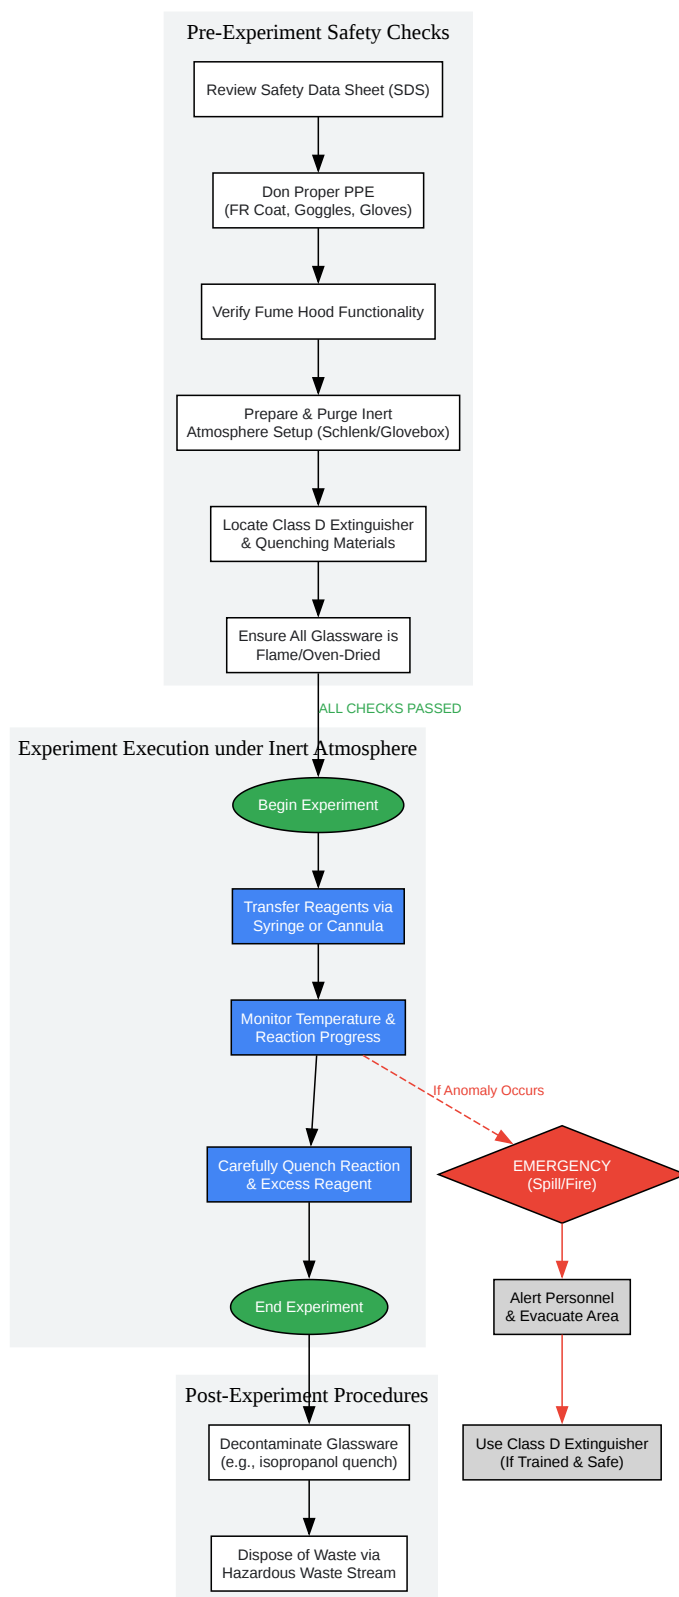 Pre-Experiment Safety Checks
Review Safety Data Sheet (SDS)
Don Proper PPE
(FR Coat, Goggles, Gloves)
Verify Fume Hood Functionality
Prepare & Purge Inert
Atmosphere Setup (Schlenk/Glovebox)
Locate Class D Extinguisher
& Quenching Materials
Ensure All Glassware is
Flame/Oven-Dried
ALL CHECKS PASSED
Experiment Execution under Inert Atmosphere
Begin Experiment
Transfer Reagents via
Syringe or Cannula
Monitor Temperature &
Reaction Progress
If Anomaly Occurs
Carefully Quench Reaction
& Excess Reagent
EMERGENCY
(Spill/Fire)
End Experiment
Alert Personnel
& Evacuate Area
Post-Experiment Procedures
Decontaminate Glassware
(e.g., isopropanol quench)
Use Class D Extinguisher
(If Trained & Safe)
Dispose of Waste via
Hazardous Waste Stream